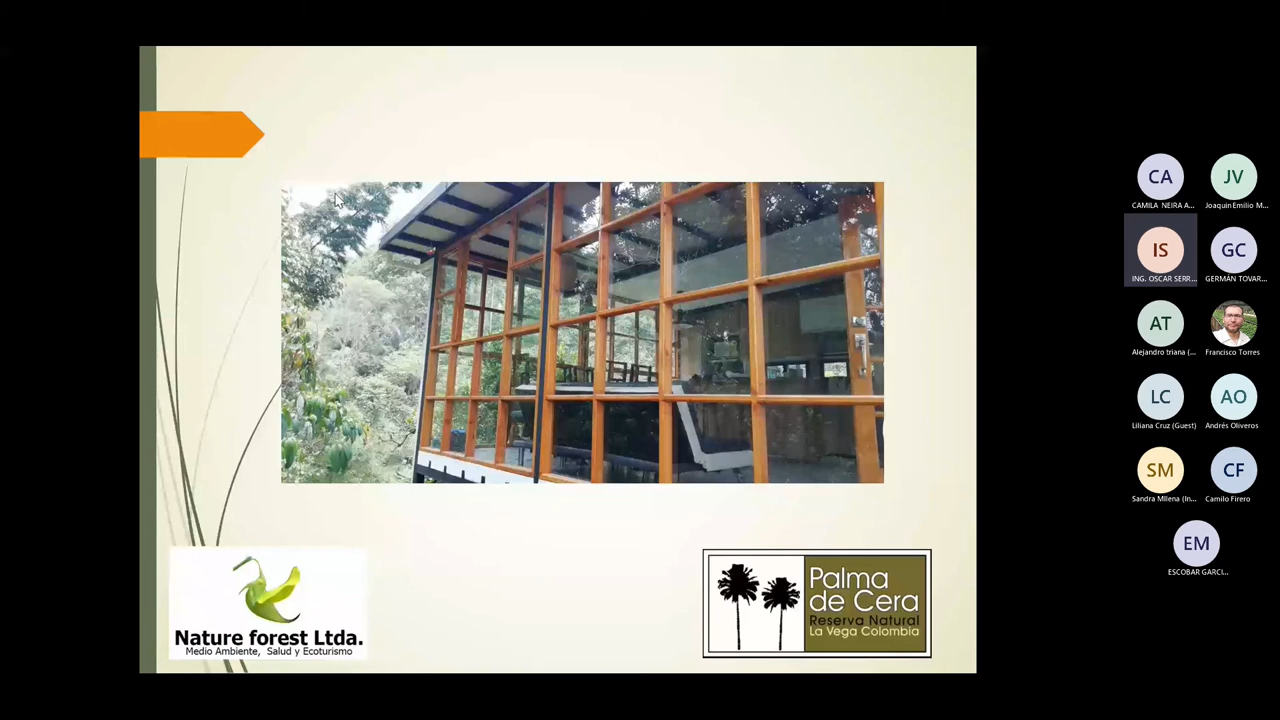 CA
JV
CAMILA NEIRA A...
Joaquin Emilio M...
IS
GC
ING. OSCAR SERR...
GERMÁN TOVAR...
AT
Alejandro triana (...
Francisco Torres
LC
AO
Liliana Cruz (Guest)
Andrés Oliveros
SM
CF
Sandra MIlena (In...
Camilo Firero
EM
ESCOBAR GARCI...
Nature forest Ltda.
Medio Ambiente, Salud y Ecoturismo
Palma
de Cera
Reserva Natural
La Vega Colombia